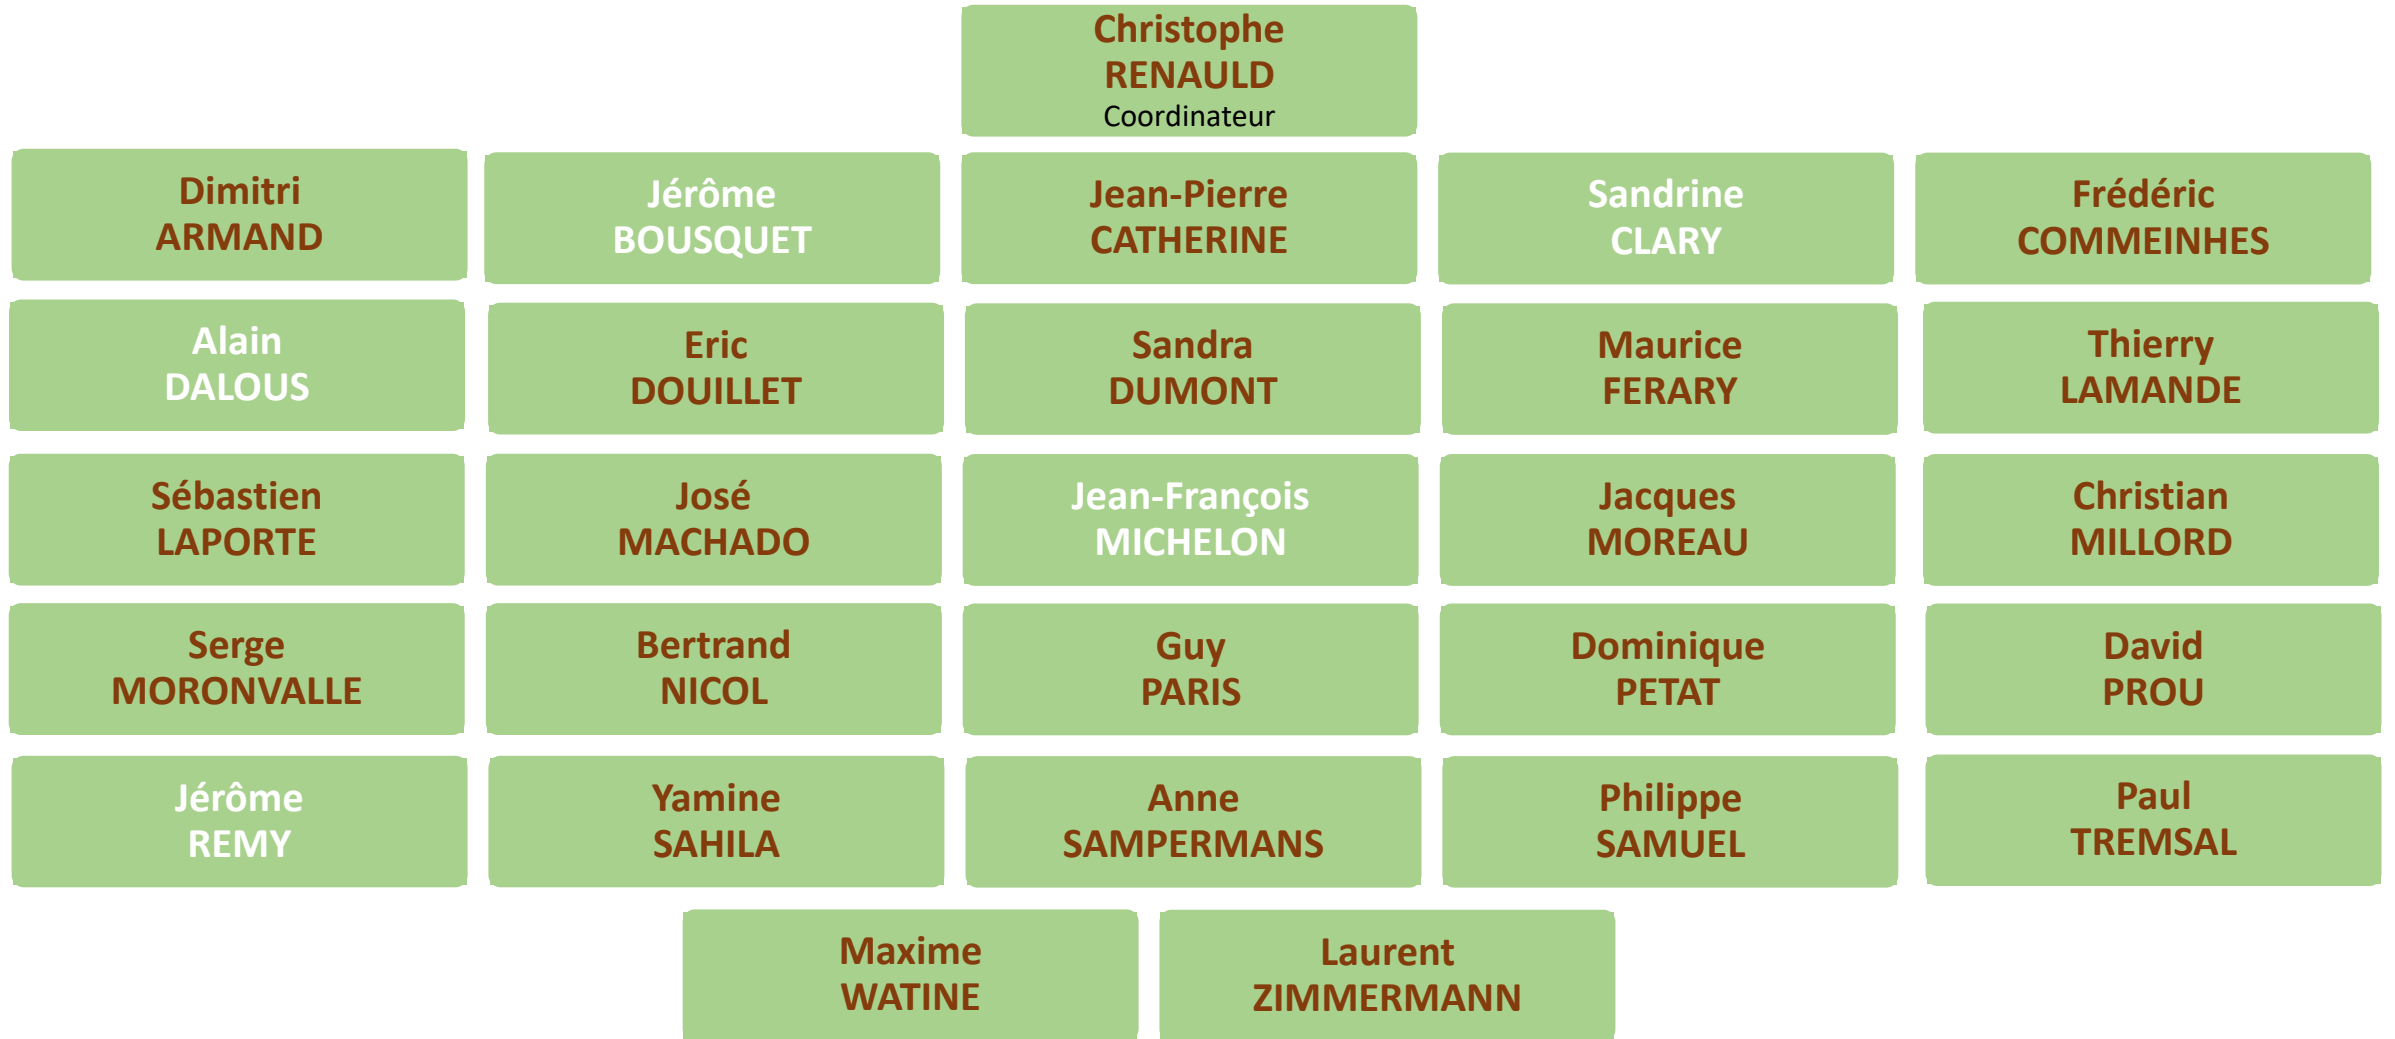 Christophe
RENAULD
Coordinateur
Dimitri
ARMAND
Jérôme
BOUSQUET
Jean-Pierre
CATHERINE
Sandrine
CLARY
Frédéric
COMMEINHES
Alain
DALOUS
Eric
DOUILLET
Sandra
DUMONT
Maurice
FERARY
Thierry
LAMANDE
Sébastien
LAPORTE
José
MACHADO
Jean-François
MICHELON
Jacques
MOREAU
Christian
MILLORD
Serge
MORONVALLE
Bertrand
NICOL
Guy
PARIS
Dominique
PETAT
David
PROU
Jérôme
REMY
Yamine
SAHILA
Anne
SAMPERMANS
Philippe
SAMUEL
Paul
TREMSAL
Maxime
WATINE
Laurent
ZIMMERMANN